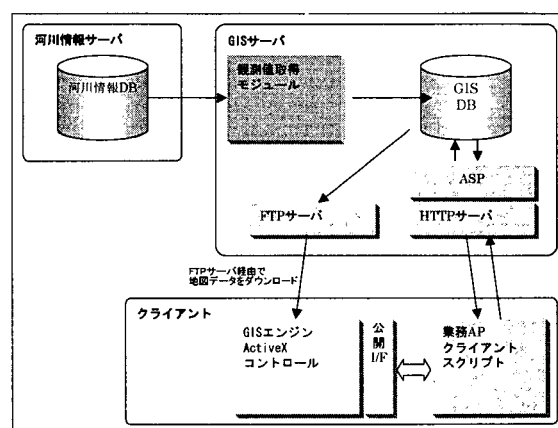 河川情報サーバ
河川情報DB
GISサーバ
観測値取得
モジュール
GIS
DB
ASP
FTPサーバ
HTTPサーバ
FTPサーバ経由で
地図データをダウンロード
クライアント
GISエンジン
ActiveX
コントロール
公
開
I/F
業務AP
クライアント
スクリプト